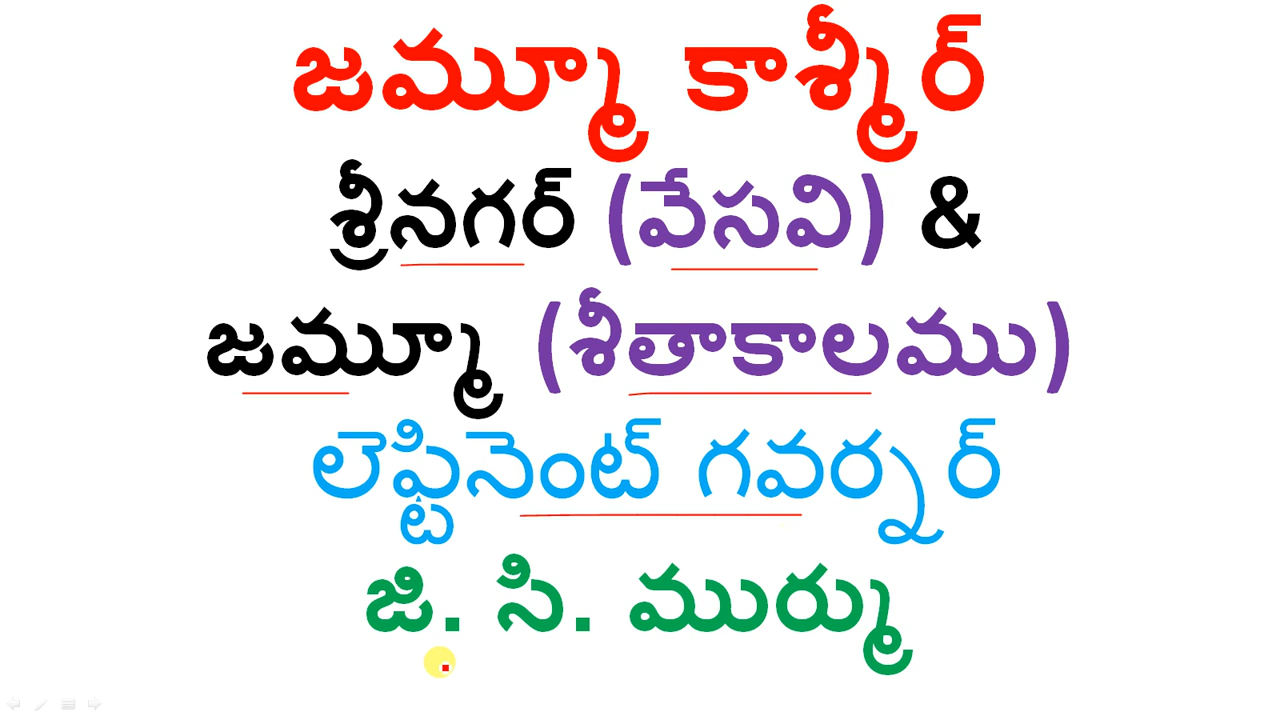 జమ్మూ కాశ్మీర్
శ్రీనగర్ (వేసవి) &
జమ్మూ (శీతాకాలము)
లెఫ్టినెంట్ గవర్నర్
జి. సి. ముర్ము